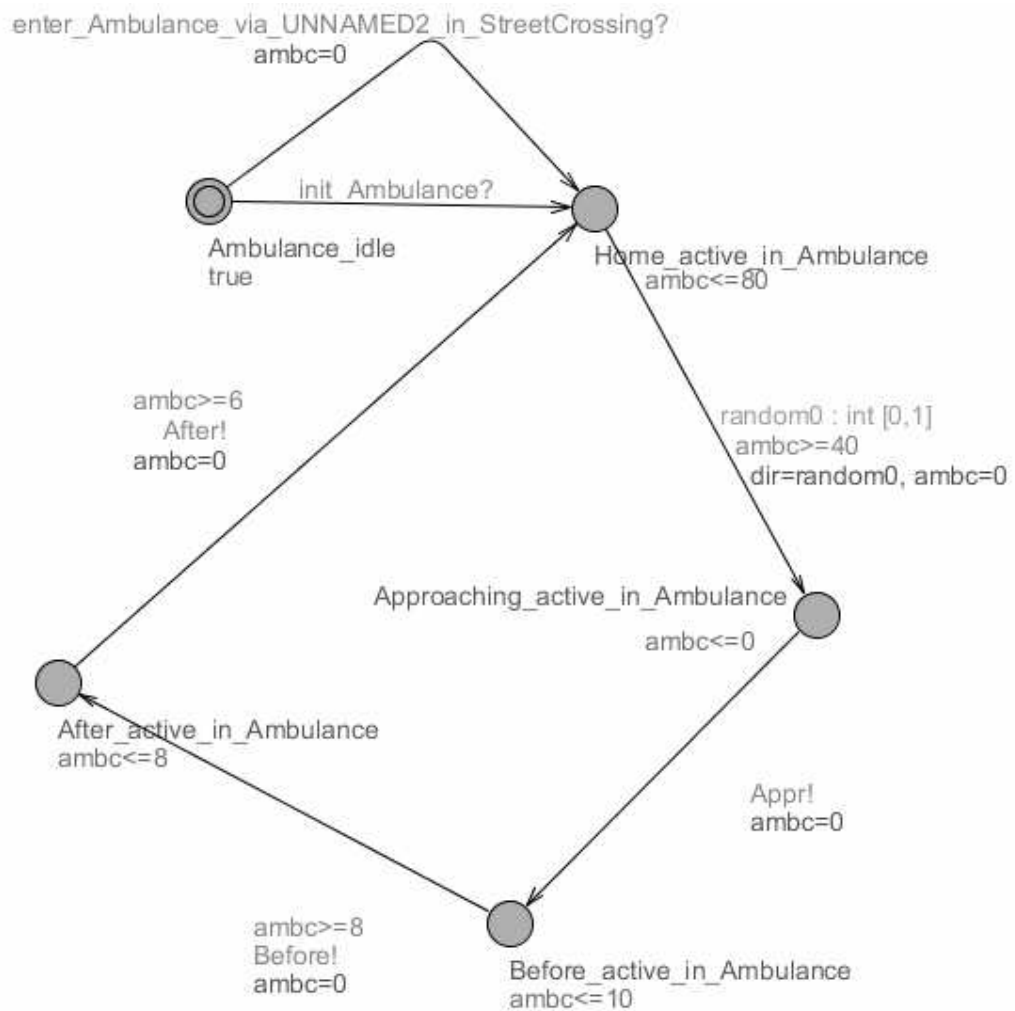 enter_Ambulance_via_UNNAMED2_in_StreetCrossing?
ambc=0
init_Ambulance?
Ambulance_idle
true
Home_active_in_Ambulance
ambc<=80
ambc>=6
After!
ambc=0
random0 : int [0,1]
ambc>=40
dir=random0, ambc=0
Approaching_active_in_Ambulance
ambc<=0
After_active_in_Ambulance
ambc<=8
Appr!
ambc=0
ambc>=8
Before!
ambc=0
Before_active_in_Ambulance
ambc<=10